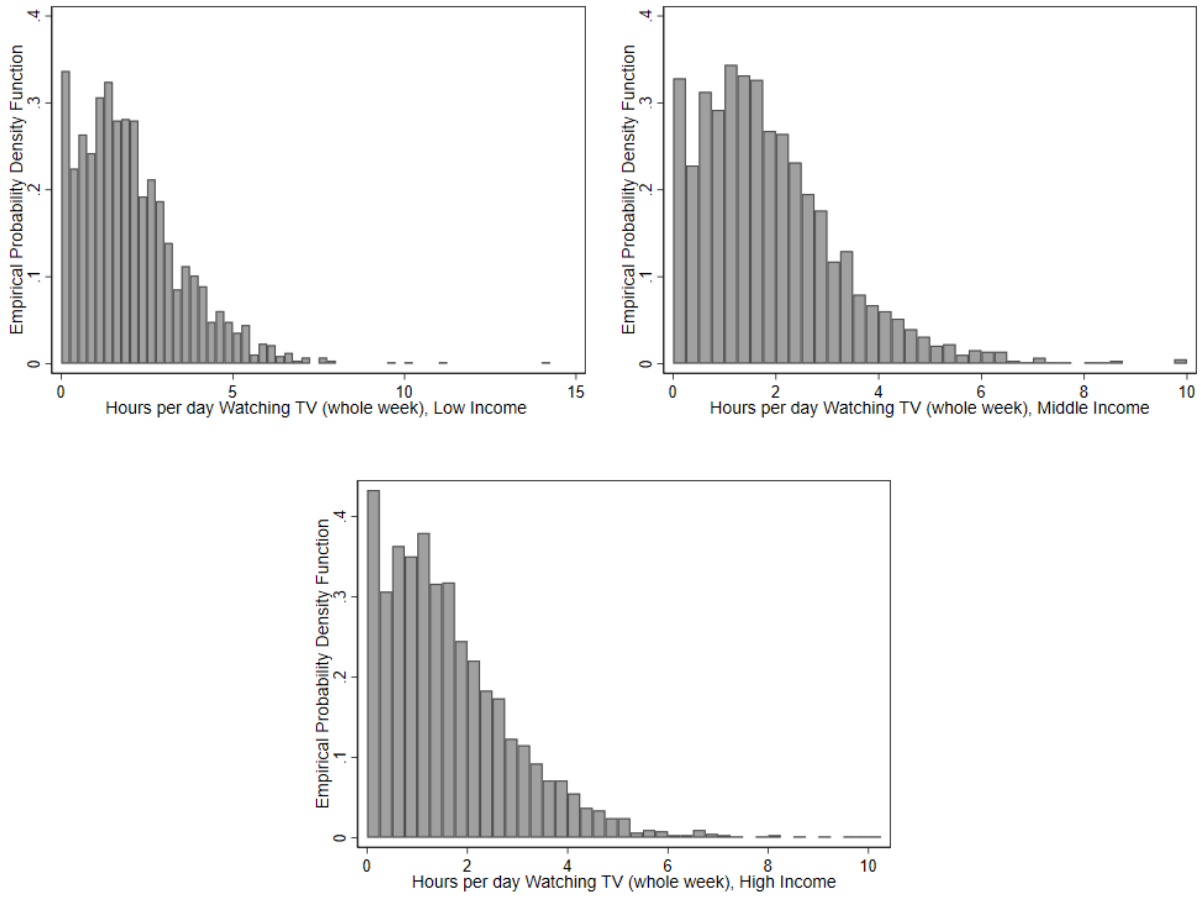 Empirical Probability Density Function
.4
.3
.2
.1
0
0 5 10 15
Hours per day Watching TV (whole week), Low Income
Empirical Probability Density Function
.4
.3
.2
.1
0
0 2 4 6 8 10
Hours per day Watching TV (whole week), Middle Income
Empirical Probability Density Function
.4
.3
.2
.1
0
0 2 4 6 8 10
Hours per day Watching TV (whole week), High Income